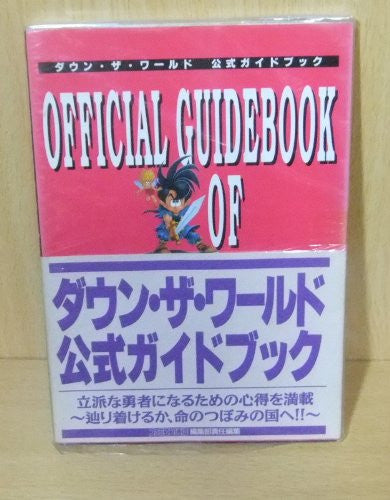 ダウン・ザ・ワールド 公式ガイドブック
OFFICIAL GUIDEBOOK
OF
ダウン・ザ・ワールド
公式ガイドブック
立派な勇者になるための心得を満載
～辿り着けるか、命のつぼみの国へ!!～
編集部責任編集